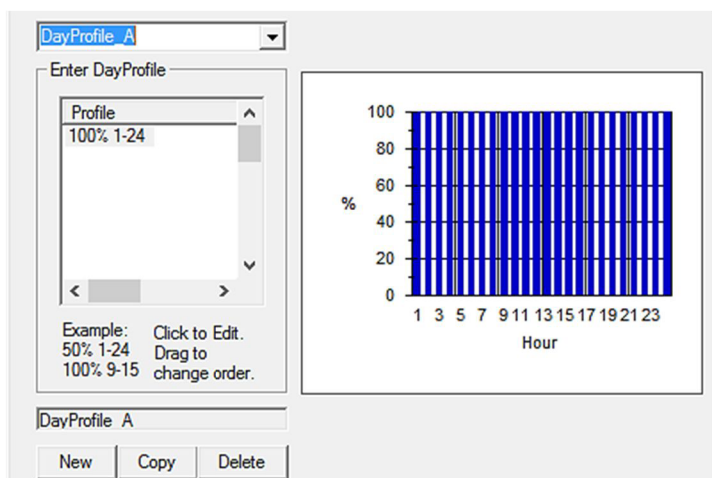 DayProfile_A
Enter DayProfile
Profile
100% 1-24
Example:
50% 1-24
100% 9-15
Click to Edit.
Drag to
change order.
DayProfile_A
New Copy Delete
100
80
60
40
20
0
%
1 3 5 7 9 11 13 15 17 19 21 23
Hour